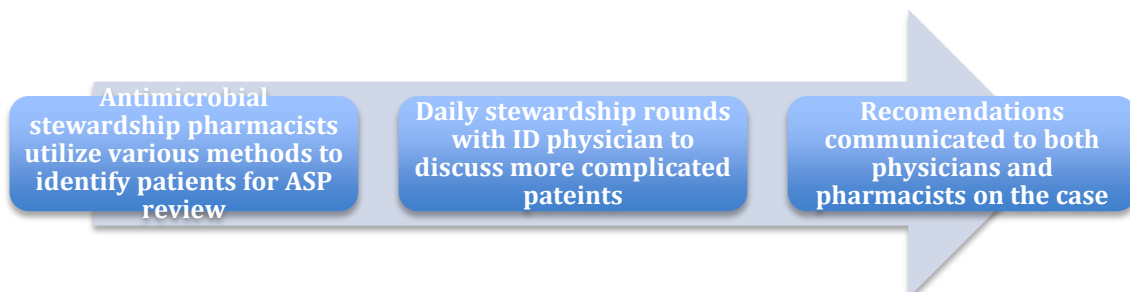 Antimicrobial
stewardship pharmacists
utilize various methods to
identify patients for ASP
review
Daily stewardship rounds
with ID physician to
discuss more complicated
pateints
Recomendations
communicated to both
physicians and
pharmacists on the case